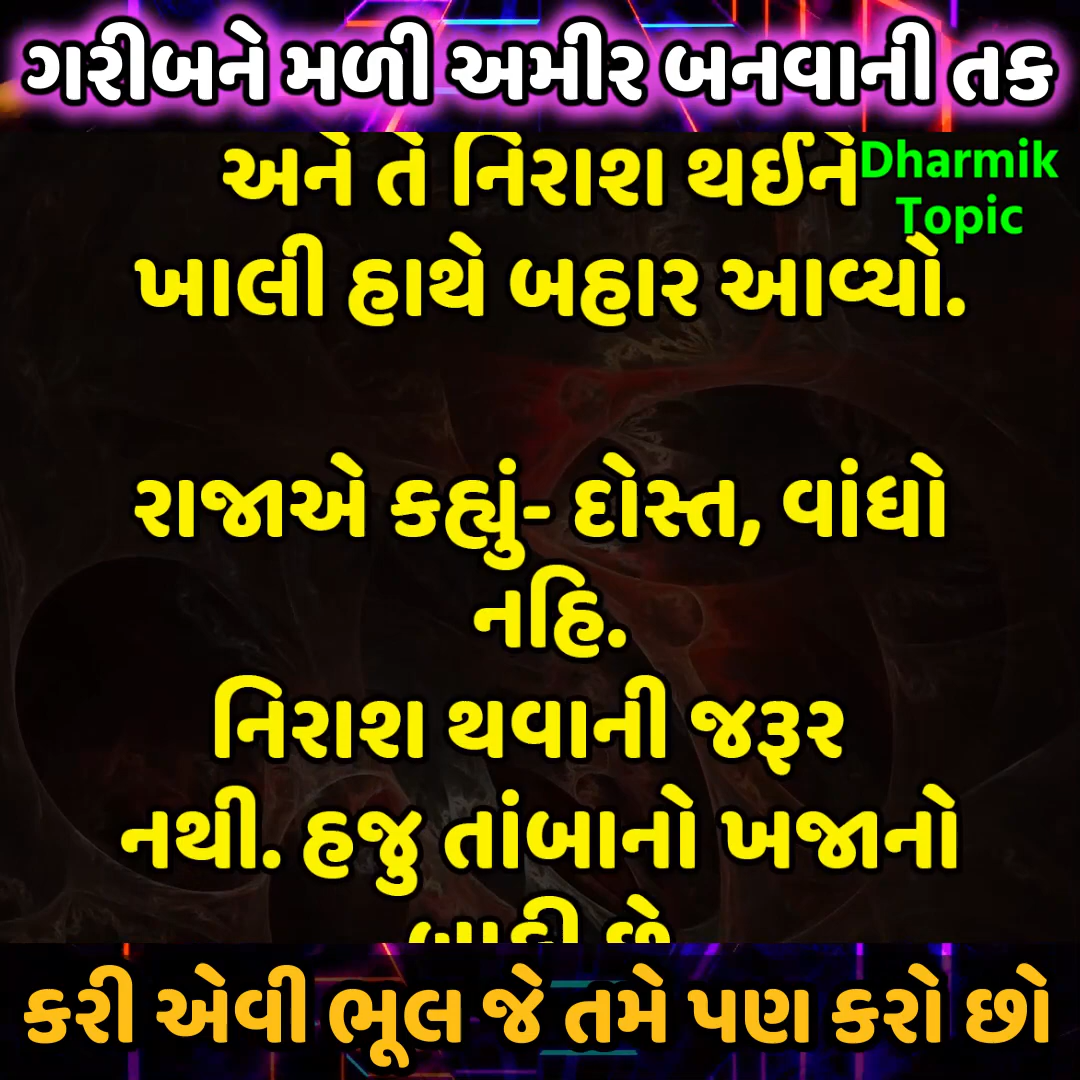 ગરીબને મળી અમીર બનવાની તક
અને તે નિરાશ થઈને
Dharmik
Topic
ખાલી હાથે બહાર આવ્યો.
રાજાએ કહ્યું- દોસ્ત, વાંધો
નહિ.
નિરાશ થવાની જરૂર
નથી. હજુ તાંબાનો ખજાનો
કરી એવી ભૂલ જે તમે પણ કરો છો